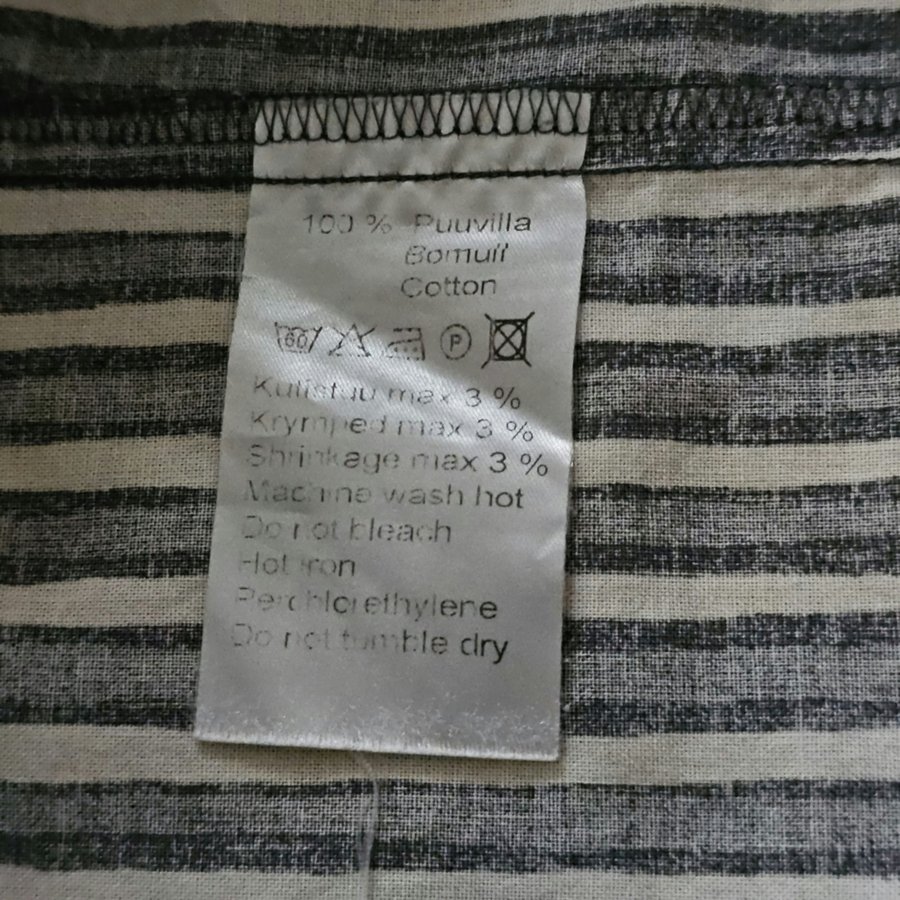 100 % Puuvilla
Bomull
Cotton
60 P
Kutistuu max 3 %
Krymped max 3 %
Shrinkage max 3 %
Machine wash hot
Do not bleach
Hot iron
Perchlorethylene
Do not tumble dry